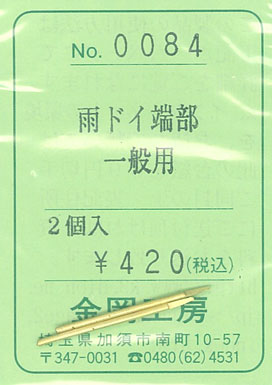 No. 0084
雨ドイ端部
一般用
2個入
¥420(税込)
金岡工房
埼玉県加須市南町10-57
〒347-0031 ☎0480(62)4531